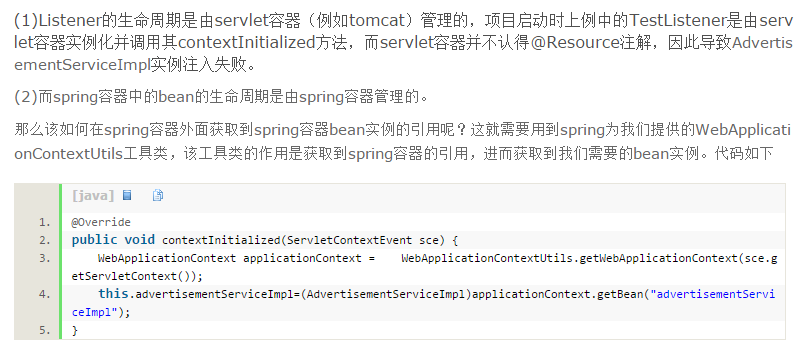 (1)Listener的生命周期是由servlet容器（例如tomcat）管理的，项目启动时上例中的TestListener是由serv
let容器实例化并调用其contextInitialized方法，而servlet容器并不认得@Resource注解，因此导致Advertis
ementServiceImpl实例注入失败。
(2)而spring容器中的bean的生命周期是由spring容器管理的。
那么该如何在spring容器外面获取到spring容器bean实例的引用呢？这就需要用到spring为我们提供的WebApplicati
onContextUtils工具类，该工具类的作用是获取到spring容器的引用，进而获取到我们需要的bean实例。代码如下
[java]
1. @Override
2. public void contextInitialized(ServletContextEvent sce) {
3. WebApplicationContext applicationContext = WebApplicationContextUtils.getWebApplicationContext(sce.g
etServletContext());
4. this.advertisementServiceImpl=(AdvertisementServiceImpl)applicationContext.getBean("advertisementServi
ceImpl");
5. }